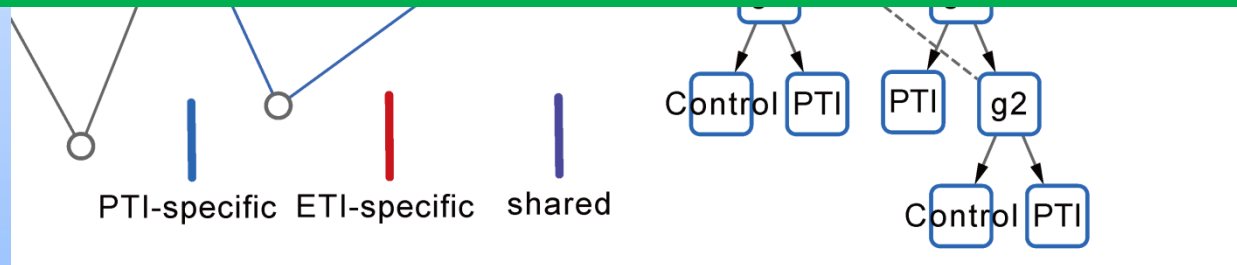 Control PTI PTI g2
PTI-specific ETI-specific shared
Control PTI